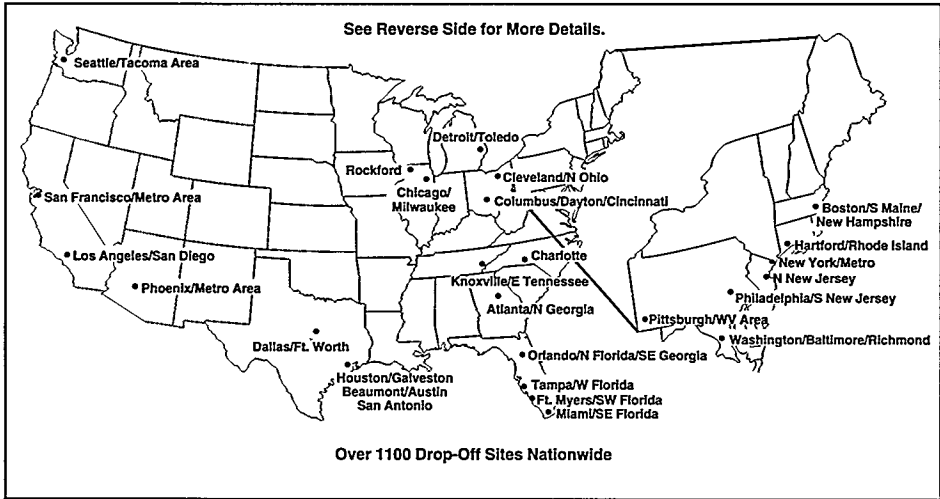 See Reverse Side for More Details.
Seattle/Tacoma Area
Detroit/Toledo
Rockford
Chicago/
Milwaukee
Cleveland/N Ohio
Columbus/Dayton/Cincinnati
San Francisco/Metro Area
Los Angeles/San Diego
Phoenix/Metro Area
Charlotte
Knoxville/E Tennessee
Atlanta/N Georgia
Dallas/Ft. Worth
Houston/Galveston
Beaumont/Austin
San Antonio
Orlando/N Florida/SE Georgia
Tampa/W Florida
Ft. Myers/SW Florida
Miami/SE Florida
Boston/S Maine/
New Hampshire
Hartford/Rhode Island
New York/Metro
N New Jersey
Philadelphia/S New Jersey
Pittsburgh/WV Area
Washington/Baltimore/Richmond
Over 1100 Drop-Off Sites Nationwide